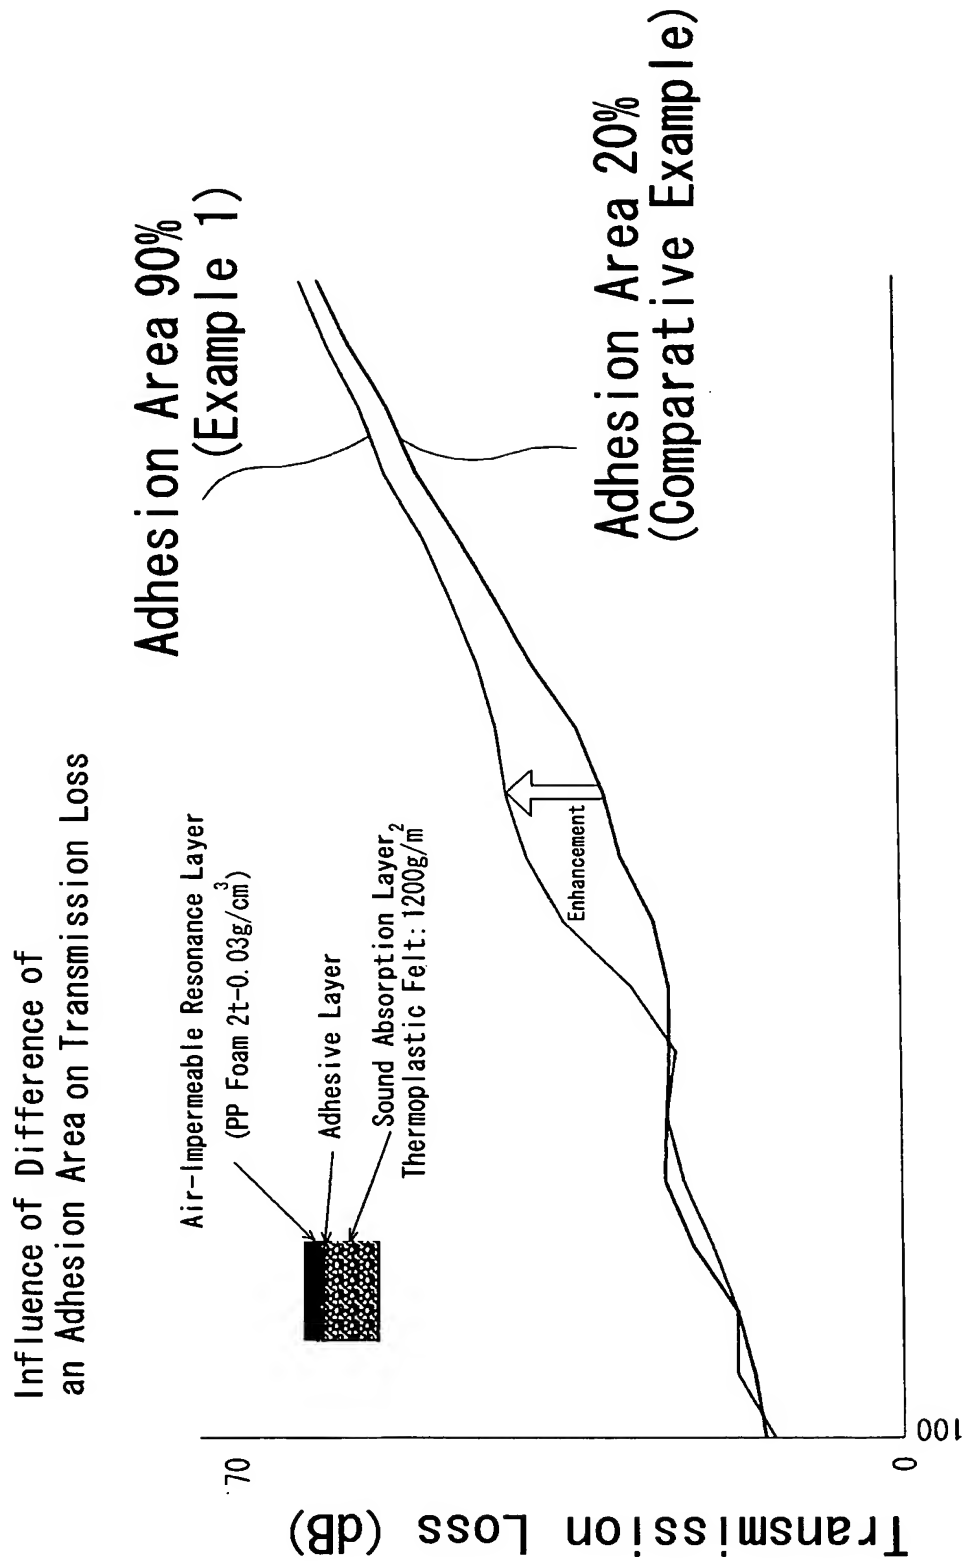 Influence of Difference of
an Adhesion Area on Transmission Loss
Air-Impermeable Resonance Layer
(PP Foam 2t-0.03g/cm3)
Adhesive Layer
Sound Absorption Layer
Thermoplastic Felt: 1200g/m2
Adhesion Area 90%
(Example 1)
Enhancement
Adhesion Area 20%
(Comparative Example)
Transmission Loss (dB)
70
0
100